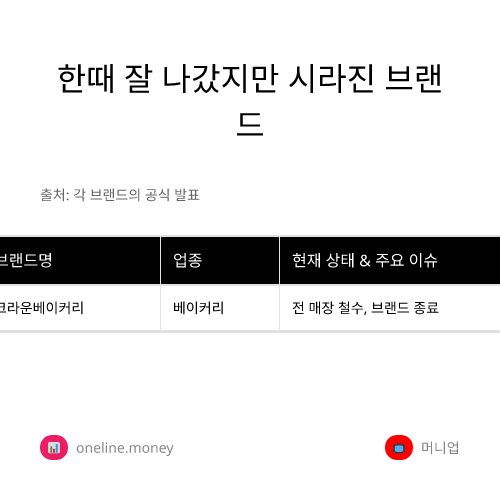 한때 잘 나갔지만 시라진 브랜
드
출처: 각 브랜드의 공식 발표
브랜드명 업종 현재 상태 & 주요 이슈
크라운베이커리 베이커리 전 매장 철수, 브랜드 종료
oneline.money 머니업